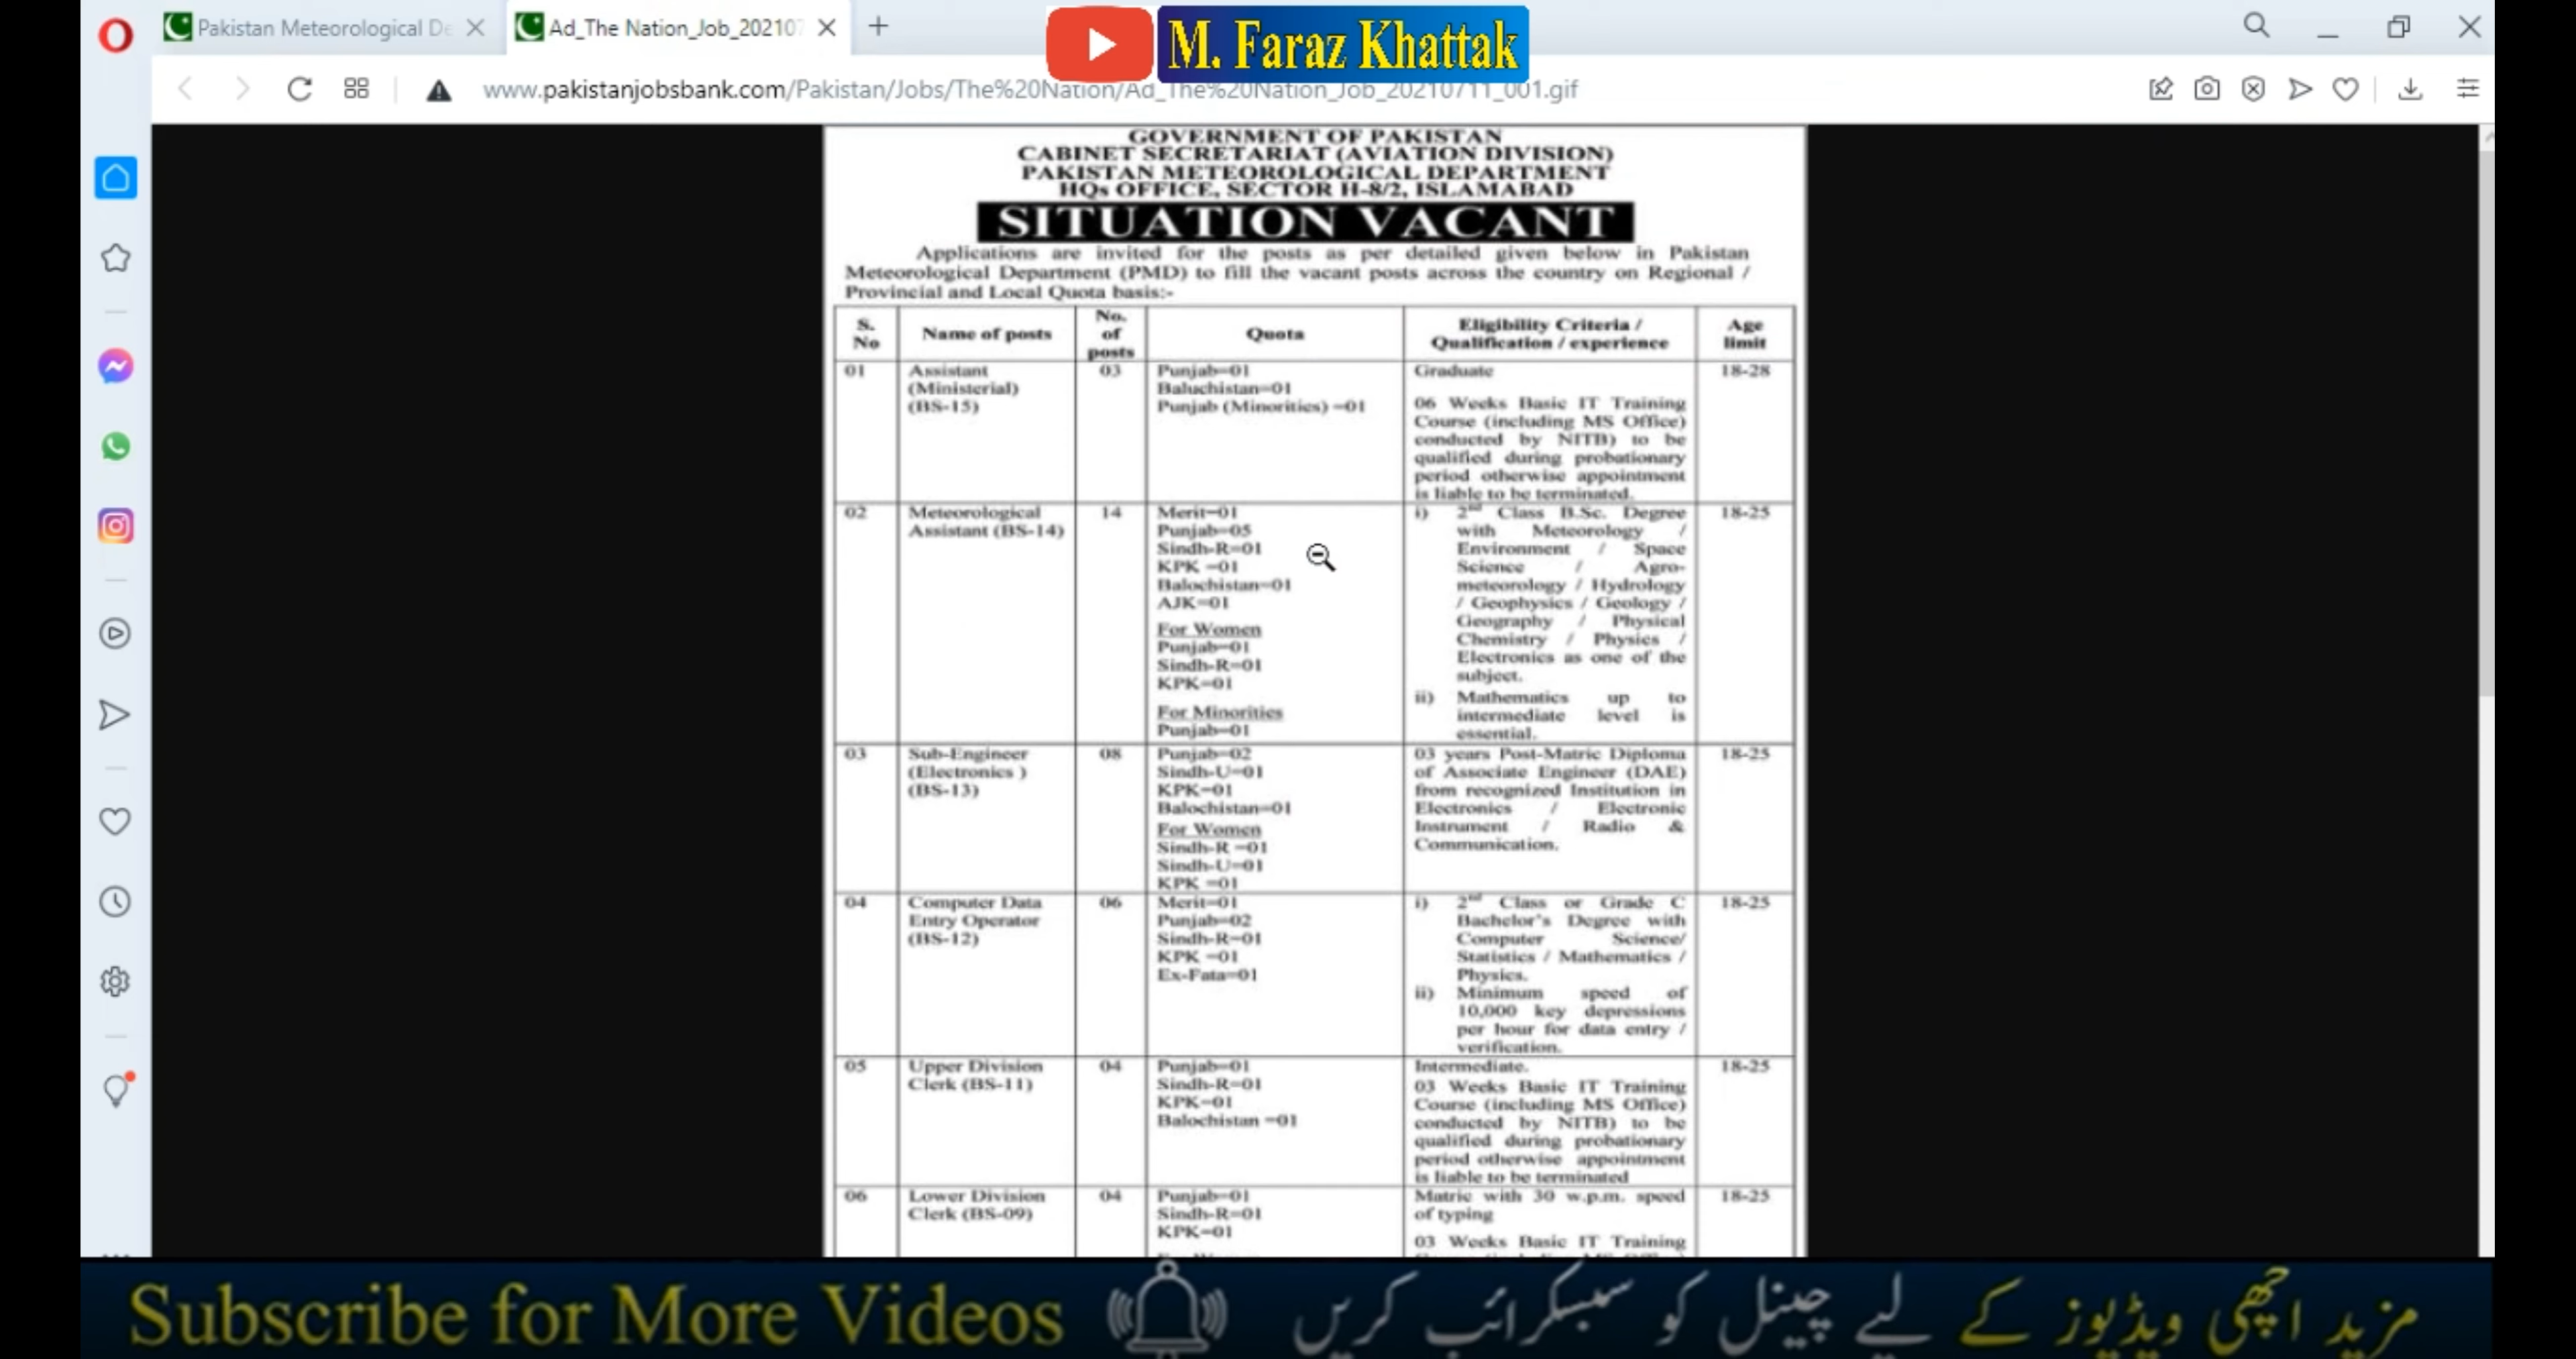 Pakistan Meteorological De
Ad_The Nation_Job_202107
M. Faraz Khattak
www.pakistanjobsbank.com/Pakistan/Jobs/The%20Nation/Ad_The%20Nation_Job_20210711_001.gif
GOVERNMENT OF PAKISTAN
CABINET SECRETARIAT (AVIATION DIVISION)
PAKISTAN METEOROLOGICAL DEPARTMENT
HQs OFFICE, SECTOR H-8/2, ISLAMABAD
SITUATION VACANT
Applications are invited for the posts as per detailed given below in Pakistan
Meteorological Department (PMD) to fill the vacant posts across the country on Regional /
Provincial and Local Quota basis:-
S. No
Name of posts
No. of posts
Quota
Eligibility Criteria /
Qualification / experience
Age limit
01
Assistant
(Ministerial)
(BS-15)
03
Punjab=01
Baluchistan=01
Punjab (Minorities) =01
Graduate
06 Weeks Basic IT Training
Course (including MS Office)
conducted by NITB) to be
qualified during probationary
period otherwise appointment
is liable to be terminated.
18-28
02
Meteorological
Assistant (BS-14)
14
Merit=01
Punjab=05
Sindh-R=01
KPK =01
Balochistan=01
AJK=01
For Women
Punjab=01
Sindh-R=01
KPK=01
For Minorities
Punjab=01
i) 2nd Class B.Sc. Degree
with Meteorology /
Environment / Space
Science / Agro-
meteorology / Hydrology
/ Geophysics / Geology /
Geography / Physical
Chemistry / Physics /
Electronics as one of the
subject.
ii) Mathematics up to
intermediate level is
essential.
18-25
03
Sub-Engineer
(Electronics )
(BS-13)
08
Punjab=02
Sindh-U=01
KPK=01
Balochistan=01
For Women
Sindh-R =01
Sindh-U=01
KPK =01
03 years Post-Matric Diploma
of Associate Engineer (DAE)
from recognized Institution in
Electronics / Electronic
Instrument / Radio &
Communication.
18-25
04
Computer Data
Entry Operator
(BS-12)
06
Merit=01
Punjab=02
Sindh-R=01
KPK =01
Ex-Fata=01
i) 2nd Class or Grade C
Bachelor's Degree with
Computer Science/
Statistics / Mathematics /
Physics.
ii) Minimum speed of
10,000 key depressions
per hour for data entry /
verification.
18-25
05
Upper Division
Clerk (BS-11)
04
Punjab=01
Sindh-R=01
KPK=01
Balochistan =01
Intermediate.
03 Weeks Basic IT Training
Course (including MS Office)
conducted by NITB) to be
qualified during probationary
period otherwise appointment
is liable to be terminated
18-25
06
Lower Division
Clerk (BS-09)
04
Punjab=01
Sindh-R=01
KPK=01
Matric with 30 w.p.m. speed
of typing
03 Weeks Basic IT Training
18-25
Subscribe for More Videos
مزید اچھی ویڈیوز کے لیے چینل کو سبسکرائب کریں